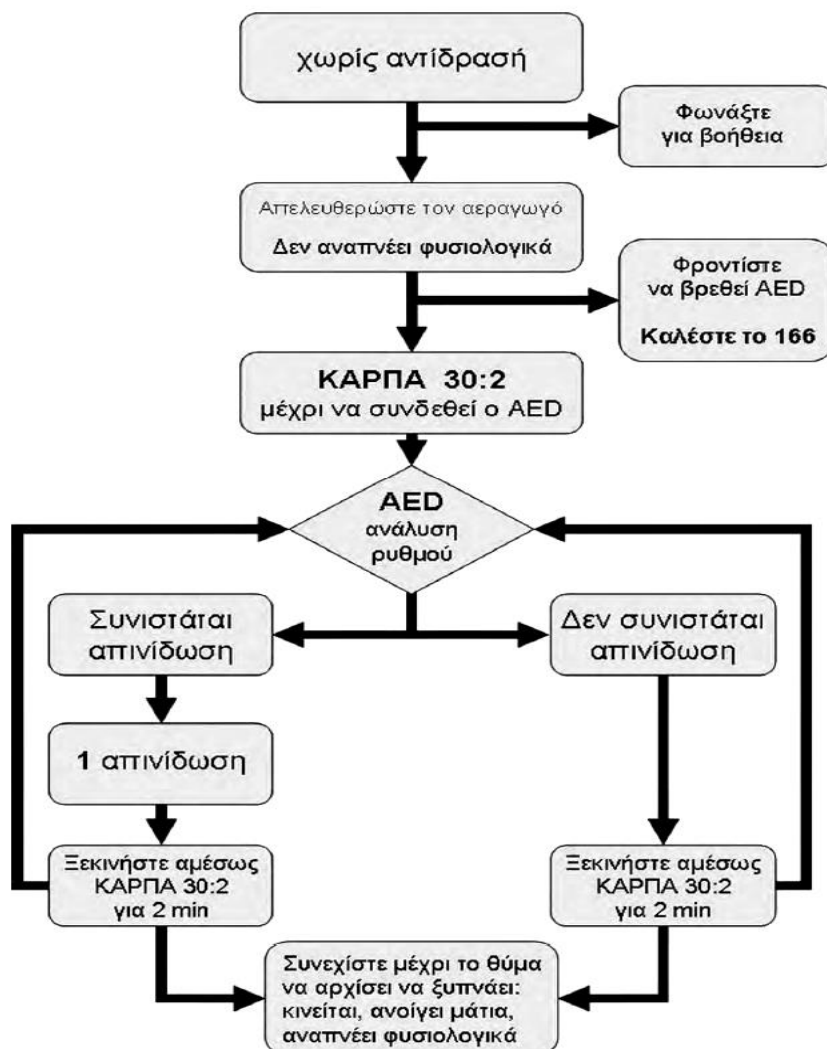 χωρίς αντίδρασή
Φωνάξτε
για βοήθεια
Απελευθερώστε τον αεραγωγό
Δεν αναπνέει φυσιολογικά
Φροντίστε
να βρεθεί AED
Καλέστε το 166
ΚΑΡΠΑ 30:2
μέχρι να συνδεθεί ο AED
AED
ανάλυση
ρυθμού
Συνιστάται
απινίδωση
Δεν συνιστάται
απινίδωση
1 απινίδωση
Ξεκινήστε αμέσως
ΚΑΡΠΑ 30:2
για 2 min
Ξεκινήστε αμέσως
ΚΑΡΠΑ 30:2
για 2 min
Συνεχίστε μέχρι το θύμα
να αρχίσει να ξυπνάει:
κινείται, ανοίγει μάτια,
αναπνέει φυσιολογικά